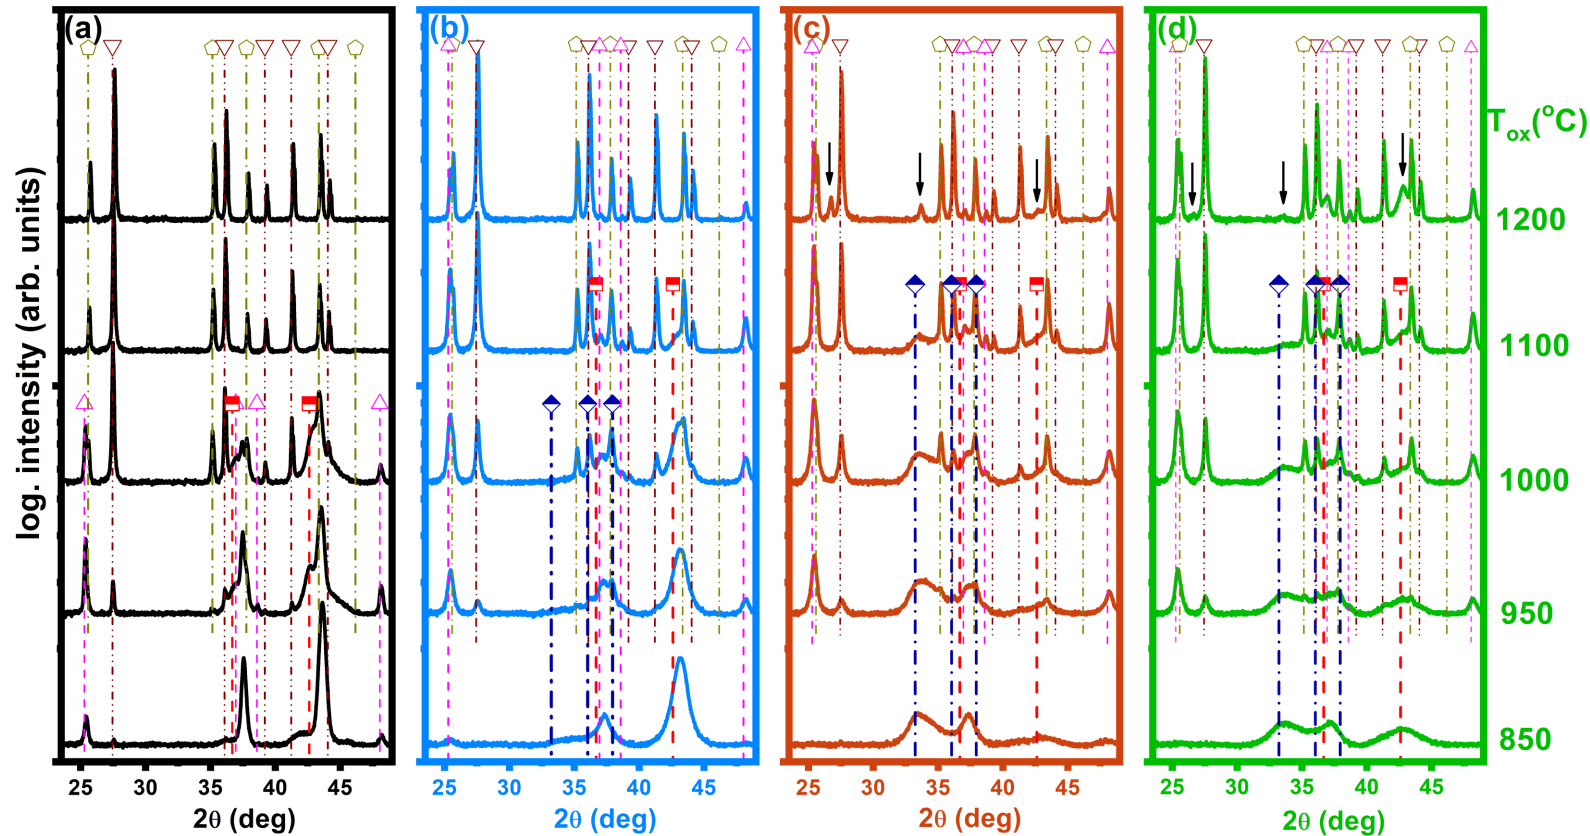 (a) (b) (c) (d)
log. intensity (arb. units)
Tox(°C)
1200
1100
1000
950
850
25 30 35 40 45 25 30 35 40 45 25 30 35 40 45 25 30 35 40 45
2θ (deg) 2θ (deg) 2θ (deg) 2θ (deg)